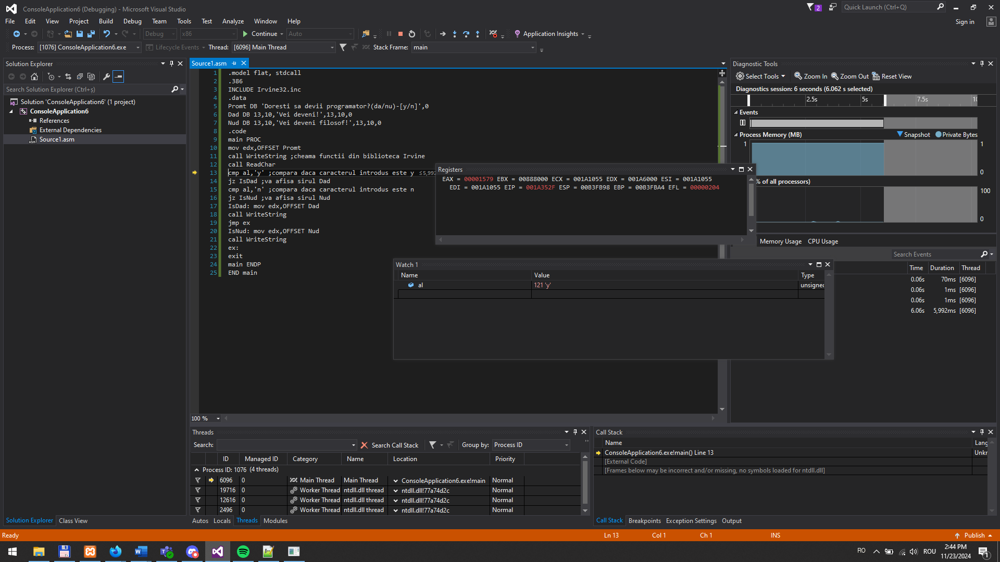 ConsoleApplication6 (Debugging) - Microsoft Visual Studio
2
Quick Launch (Ctrl+Q)
File Edit View Project Build Debug Team Tools Test Analyze Window Help
Sign in
Debug x86 Continue Auto Application Insights
Process: [1076] ConsoleApplication6.exe Lifecycle Events Thread: [6096] Main Thread Stack Frame: main
Solution Explorer
Search Solution Explorer (Ctrl+ş)
Solution 'ConsoleApplication6' (1 project)
ConsoleApplication6
References
External Dependencies
Source1.asm
Solution Explorer Class View
Source1.asm
1 .model flat, stdcall
2 .386
3 INCLUDE Irvine32.inc
4 .data
5 Promt DB 'Doresti sa devii programator?(da/nu)-[y/n]',0
6 Dad DB 13,10,'Vei deveni!',13,10,0
7 Nud DB 13,10,'Vei deveni filosof!',13,10,0
8 .code
9 main PROC
10 mov edx,OFFSET Promt
11 call WriteString ;cheama functii din biblioteca Irvine
12 call ReadChar
13 cmp al,'y' ;compara daca caracterul introdus este y ≤5,992
14 jz IsDad ;va afisa sirul Dad
15 cmp al,'n' ;compara daca caracterul introdus este n
16 jz IsNud ;va afisa sirul Nud
17 IsDad: mov edx,OFFSET Dad
18 call WriteString
19 jmp ex
20 IsNud: mov edx,OFFSET Nud
21 call WriteString
22 ex:
23 exit
24 main ENDP
25 END main
100 %
Registers
EAX = 00001579 EBX = 00888000 ECX = 001A1055 EDX = 001A6000 ESI = 001A1055
EDI = 001A1055 EIP = 001A352F ESP = 00B3FB98 EBP = 00B3FBA4 EFL = 00000204
Watch 1
Name Value Type
al 121 'y' unsigned
Diagnostic Tools
Select Tools Zoom In Zoom Out Reset View
Diagnostics session: 6 seconds (6.062 s selected)
2.5s 5s 7.5s 10
Events
Process Memory (MB) Snapshot Private Bytes
1 1
0
% of all processors)
100
0
Memory Usage CPU Usage
Search Events
Time Duration Thread
0.06s 70ms [6096]
0.06s 1ms [6096]
0.06s 1ms [6096]
6.06s 5,992ms [6096]
Threads
Search: Search Call Stack Group by: Process ID
ID Managed ID Category Name Location Priority
Process ID: 1076 (4 threads)
6096 0 Main Thread Main Thread ConsoleApplication6.exe!main Normal
19716 0 Worker Thread ntdll.dll thread ntdll.dll!77a74d2c Normal
12616 0 Worker Thread ntdll.dll thread ntdll.dll!77a74d2c Normal
2496 0 Worker Thread ntdll.dll thread ntdll.dll!77a74d2c Normal
Autos Locals Threads Modules
Call Stack
Name Lang
ConsoleApplication6.exe!main() Line 13 Unkr
[External Code]
[Frames below may be incorrect and/or missing, no symbols loaded for ntdll.dll]
Call Stack Breakpoints Exception Settings Output
Ready Ln 13 Col 1 Ch 1 INS Publish
RO ROU 2:44 PM
11/23/2024
1